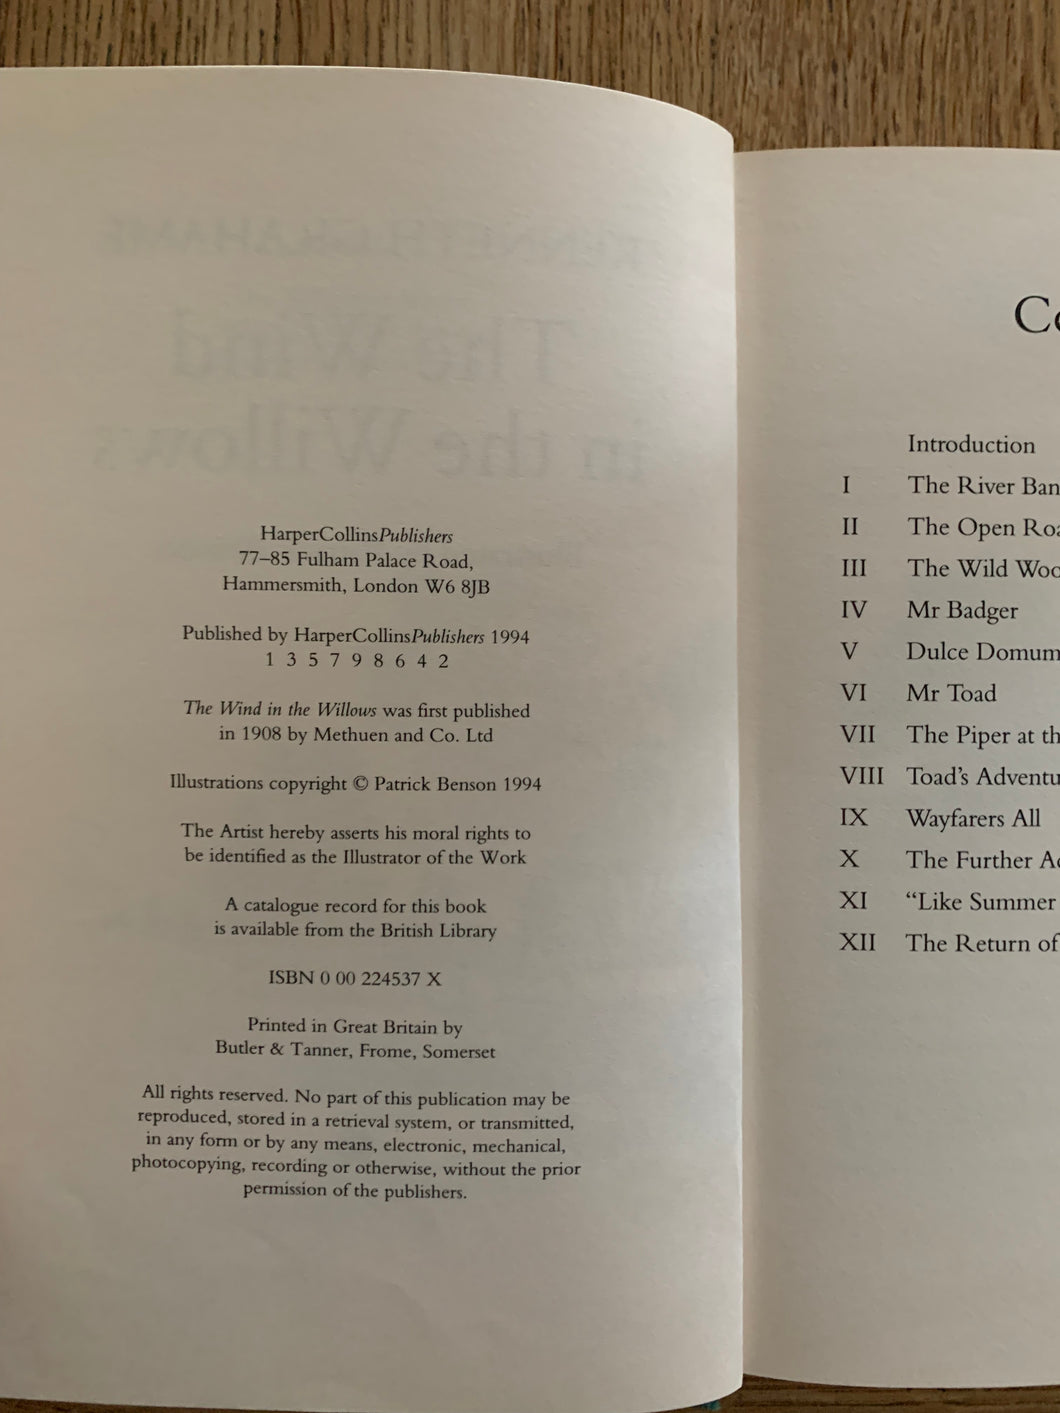 HarperCollinsPublishers
77–85 Fulham Palace Road,
Hammersmith, London W6 8JB
Published by HarperCollinsPublishers 1994
1 3 5 7 9 8 6 4 2
The Wind in the Willows was first published
in 1908 by Methuen and Co. Ltd
Illustrations copyright © Patrick Benson 1994
The Artist hereby asserts his moral rights to
be identified as the Illustrator of the Work
A catalogue record for this book
is available from the British Library
ISBN 0 00 224537 X
Printed in Great Britain by
Butler & Tanner, Frome, Somerset
All rights reserved. No part of this publication may be
reproduced, stored in a retrieval system, or transmitted,
in any form or by any means, electronic, mechanical,
photocopying, recording or otherwise, without the prior
permission of the publishers.
Introduction
I The River
II The Open
III The Wild
IV Mr Badger
V Dulce Domum
VI Mr Toad
VII The Piper at
VIII Toad's
IX Wayfarers All
X The Further
XI “Like Summer
XII The Return of